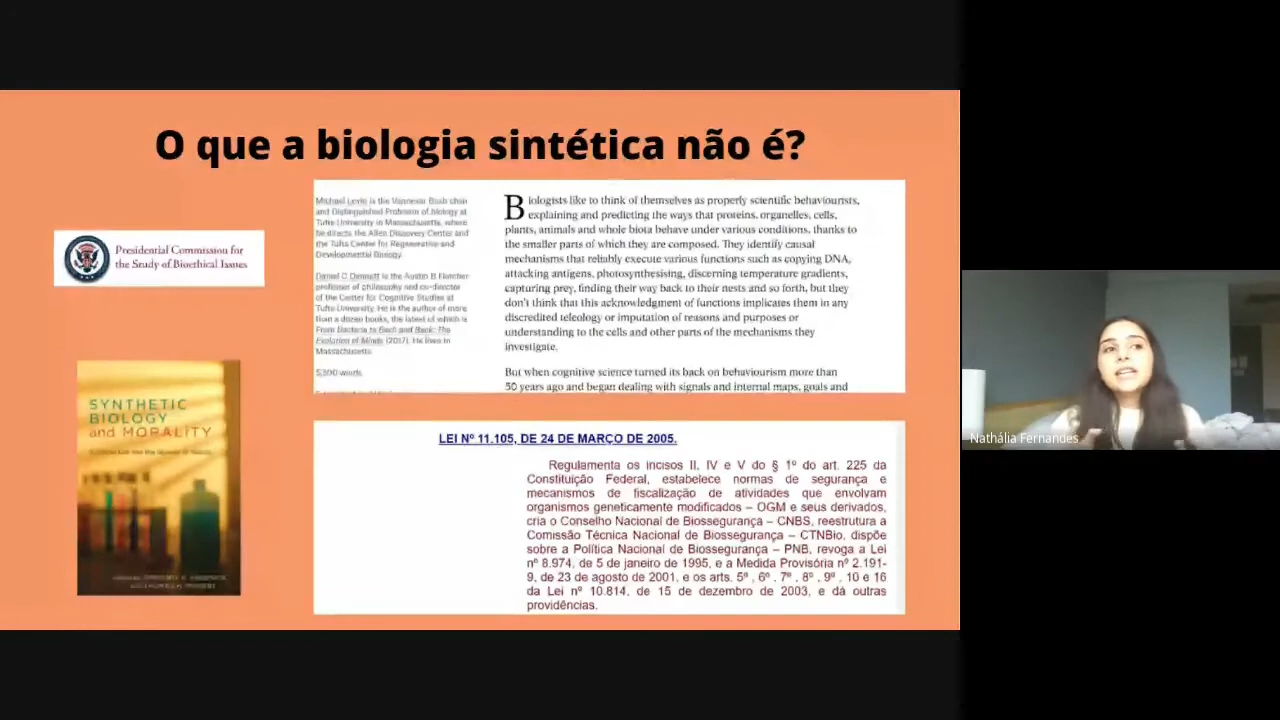 O que a biologia sintética não é?
Presidential Commission for
the Study of Bioethical Issues
SYNTHETIC
BIOLOGY
and MORALITY
Michael Levin is the Vannevar Bush chair
and Distinguished Professor of biology at
Tufts University in Massachusetts, where
he directs the Allen Discovery Center and
the Tufts Center for Regenerative and
Developmental Biology.
Daniel C Dennett is the Austin B Fletcher
professor of philosophy and co-director
of the Center for Cognitive Studies at
Tufts University. He is the author of more
than a dozen books, the latest of which is
From Bacteria to Bach and Back: The
Evolution of Minds (2017). He lives in
Massachusetts.
5,300 words
Biologists like to think of themselves as properly scientific behaviourists,
explaining and predicting the ways that proteins, organelles, cells,
plants, animals and whole biota behave under various conditions, thanks to
the smaller parts of which they are composed. They identify causal
mechanisms that reliably execute various functions such as copying DNA,
attacking antigens, photosynthesising, discerning temperature gradients,
capturing prey, finding their way back to their nests and so forth, but they
don't think that this acknowledgment of functions implicates them in any
discredited teleology or imputation of reasons and purposes or
understanding to the cells and other parts of the mechanisms they
investigate.
But when cognitive science turned its back on behaviourism more than
50 years ago and began dealing with signals and internal maps, goals and
LEI Nº 11.105, DE 24 DE MARÇO DE 2005.
Regulamenta os incisos II, IV e V do § 1º do art. 225 da
Constituição Federal, estabelece normas de segurança e
mecanismos de fiscalização de atividades que envolvam
organismos geneticamente modificados – OGM e seus derivados,
cria o Conselho Nacional de Biossegurança – CNBS, reestrutura a
Comissão Técnica Nacional de Biossegurança – CTNBio, dispõe
sobre a Política Nacional de Biossegurança – PNB, revoga a Lei
nº 8.974, de 5 de janeiro de 1995, e a Medida Provisória nº 2.191-
9, de 23 de agosto de 2001, e os arts. 5º, 6º, 7º, 8º, 9º, 10 e 16
da Lei nº 10.814, de 15 de dezembro de 2003, e dá outras
providências.
Nathália Fernandes